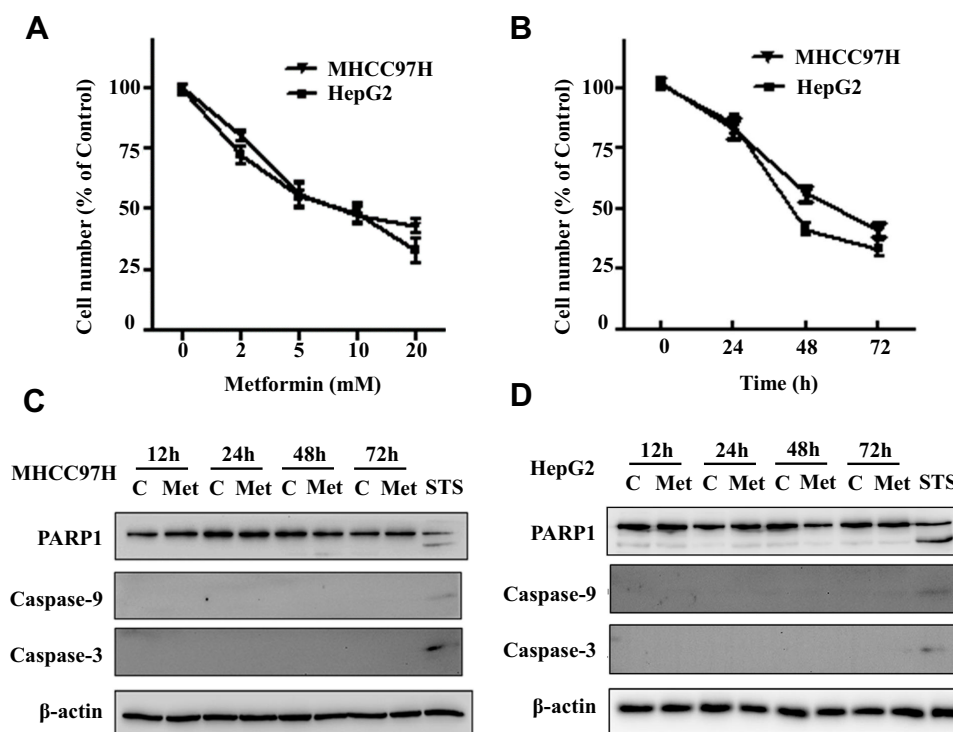 A
MHCC97H
HepG2
100
75
50
25
0
Cell number (% of Control)
0 2 5 10 20
Metformin (mM)
B
MHCC97H
HepG2
100
75
50
25
0
Cell number (% of Control)
0 24 48 72
Time (h)
C
12h 24h 48h 72h
MHCC97H
C Met C Met C Met C Met STS
PARP1
Caspase-9
Caspase-3
β-actin
D
12h 24h 48h 72h
HepG2
C Met C Met C Met C Met STS
PARP1
Caspase-9
Caspase-3
β-actin